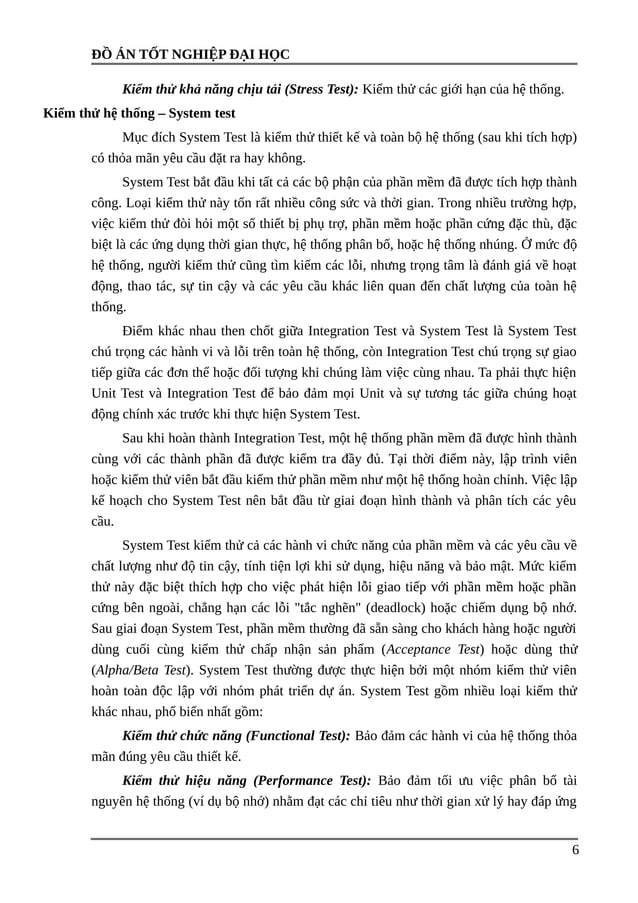 ĐỒ ÁN TỐT NGHIỆP ĐẠI HỌC
Kiểm thử khả năng chịu tải (Stress Test): Kiểm thử các giới hạn của hệ thống.
Kiểm thử hệ thống – System test
Mục đích System Test là kiểm thử thiết kế và toàn bộ hệ thống (sau khi tích hợp)
có thỏa mãn yêu cầu đặt ra hay không.
System Test bắt đầu khi tất cả các bộ phận của phần mềm đã được tích hợp thành
công. Loại kiểm thử này tốn rất nhiều công sức và thời gian. Trong nhiều trường hợp,
việc kiểm thử đòi hỏi một số thiết bị phụ trợ, phần mềm hoặc phần cứng đặc thù, đặc
biệt là các ứng dụng thời gian thực, hệ thống phân bố, hoặc hệ thống nhúng. Ở mức độ
hệ thống, người kiểm thử cũng tìm kiếm các lỗi, nhưng trọng tâm là đánh giá về hoạt
động, thao tác, sự tin cậy và các yêu cầu khác liên quan đến chất lượng của toàn hệ
thống.
Điểm khác nhau then chốt giữa Integration Test và System Test là System Test
chú trọng các hành vi và lỗi trên toàn hệ thống, còn Integration Test chú trọng sự giao
tiếp giữa các đơn thể hoặc đối tượng khi chúng làm việc cùng nhau. Ta phải thực hiện
Unit Test và Integration Test để bảo đảm mọi Unit và sự tương tác giữa chúng hoạt
động chính xác trước khi thực hiện System Test.
Sau khi hoàn thành Integration Test, một hệ thống phần mềm đã được hình thành
cùng với các thành phần đã được kiểm tra đầy đủ. Tại thời điểm này, lập trình viên
hoặc kiểm thử viên bắt đầu kiểm thử phần mềm như một hệ thống hoàn chỉnh. Việc lập
kế hoạch cho System Test nên bắt đầu từ giai đoạn hình thành và phân tích các yêu
cầu.
System Test kiểm thử cả các hành vi chức năng của phần mềm và các yêu cầu về
chất lượng như độ tin cậy, tính tiện lợi khi sử dụng, hiệu năng và bảo mật. Mức kiểm
thử này đặc biệt thích hợp cho việc phát hiện lỗi giao tiếp với phần mềm hoặc phần
cứng bên ngoài, chẳng hạn các lỗi "tắc nghẽn" (deadlock) hoặc chiếm dụng bộ nhớ.
Sau giai đoạn System Test, phần mềm thường đã sẵn sàng cho khách hàng hoặc người
dùng cuối cùng kiểm thử chấp nhận sản phẩm (Acceptance Test) hoặc dùng thử
(Alpha/Beta Test). System Test thường được thực hiện bởi một nhóm kiểm thử viên
hoàn toàn độc lập với nhóm phát triển dự án. System Test gồm nhiều loại kiểm thử
khác nhau, phổ biến nhất gồm:
Kiểm thử chức năng (Functional Test): Bảo đảm các hành vi của hệ thống thỏa
mãn đúng yêu cầu thiết kế.
Kiểm thử hiệu năng (Performance Test): Bảo đảm tối ưu việc phân bổ tài
nguyên hệ thống (ví dụ bộ nhớ) nhằm đạt các chỉ tiêu như thời gian xử lý hay đáp ứng
6